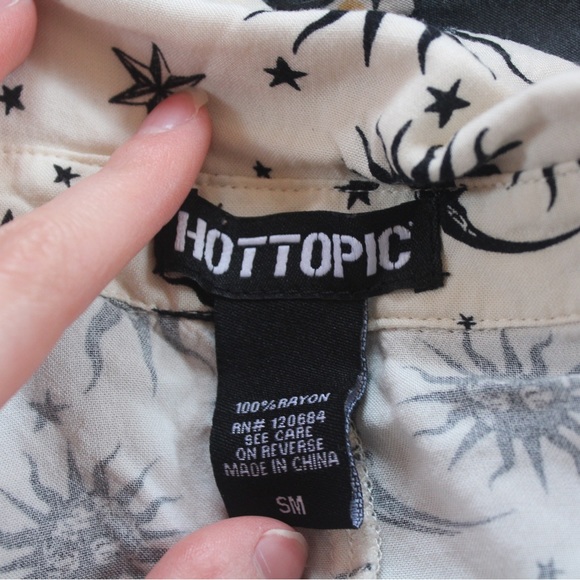 HOTTOPIC
100% RAYON
RN# 120684
SEE CARE
ON REVERSE
MADE IN CHINA
SM